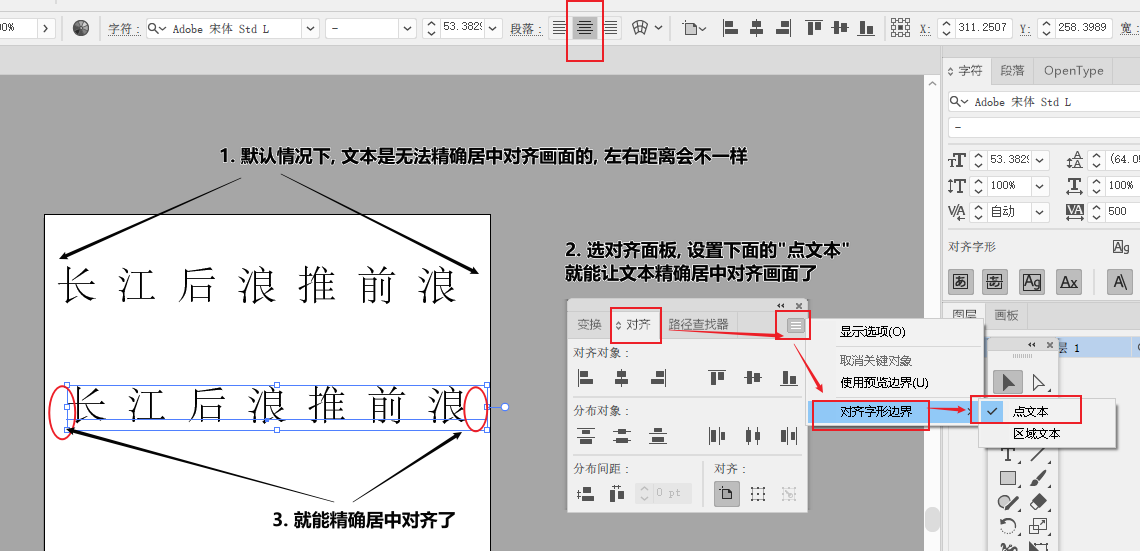 0%
字符 :
Adobe 宋体 Std L
-
53.3829
段落 :
X:
311.2507
Y:
258.3989
宽:
字符
段落
OpenType
Adobe 宋体 Std L
-
53.3829
(64.05
100%
100%
自动
500
对齐字形
图层
画板
层 1
1. 默认情况下, 文本是无法精确居中对齐画面的, 左右距离会不一样
2. 选对齐面板, 设置下面的"点文本"
就能让文本精确居中对齐画面了
长江后浪推前浪
长江后浪推前浪
3. 就能精确居中对齐了
变换
对齐
路径查找器
对齐对象 :
分布对象 :
分布间距 :
对齐 :
0 pt
显示选项(O)
取消关键对象
使用预览边界(U)
对齐字形边界
点文本
区域文本